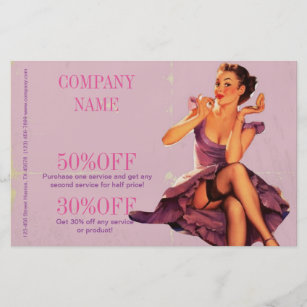 COMPANY
NAME
50%OFF
Purchase one service and get any
second service for half price!
30%OFF
Get 30% off any service
or product!